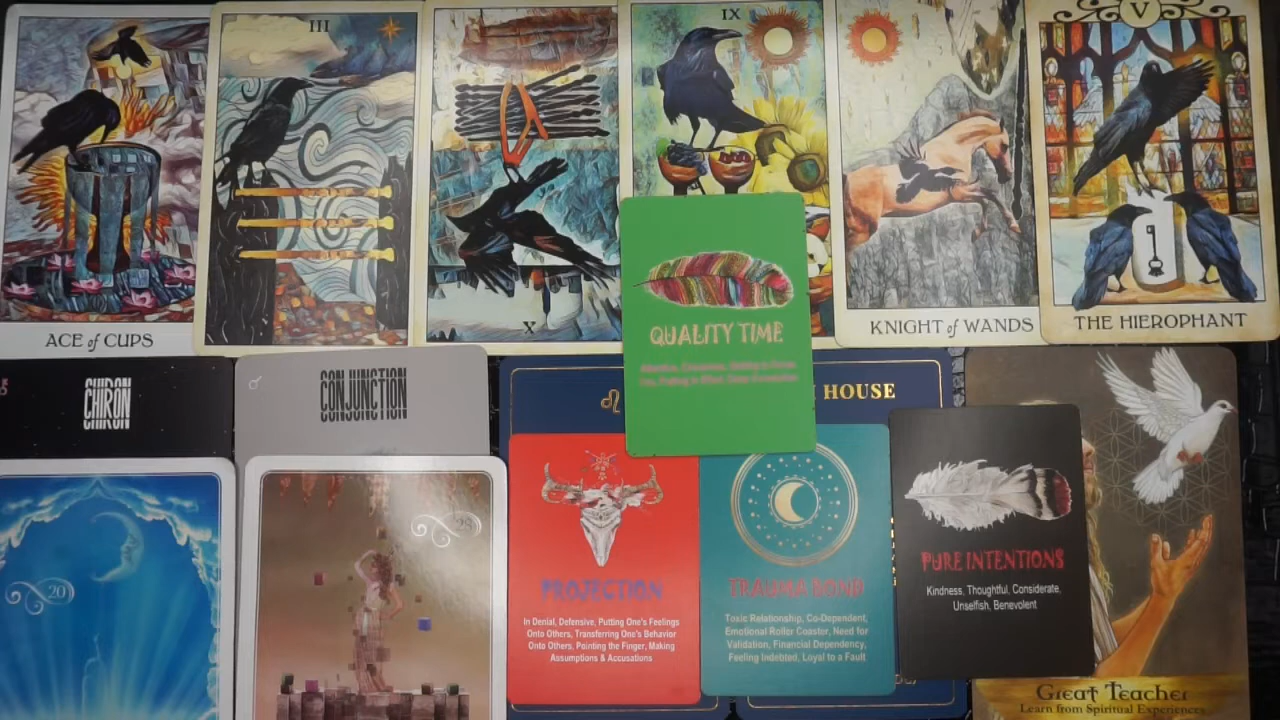 ACE of CUPS
III
X
IX
KNIGHT of WANDS
V
THE HIEROPHANT
CHIRON
CONJUNCTION
♂
♌
HOUSE
QUALITY TIME
20
28
PROJECTION
In Denial, Defensive, Putting One's Feelings
Onto Others, Transferring One's Behavior
Onto Others, Pointing the Finger, Making
Assumptions & Accusations
TRAUMA BOND
Toxic Relationship, Co-Dependent,
Emotional Roller Coaster, Need for
Validation, Financial Dependency,
Feeling Indebted, Loyal to a Fault
PURE INTENTIONS
Kindness, Thoughtful, Considerate,
Unselfish, Benevolent
Great Teacher
Learn from Spiritual Experiences